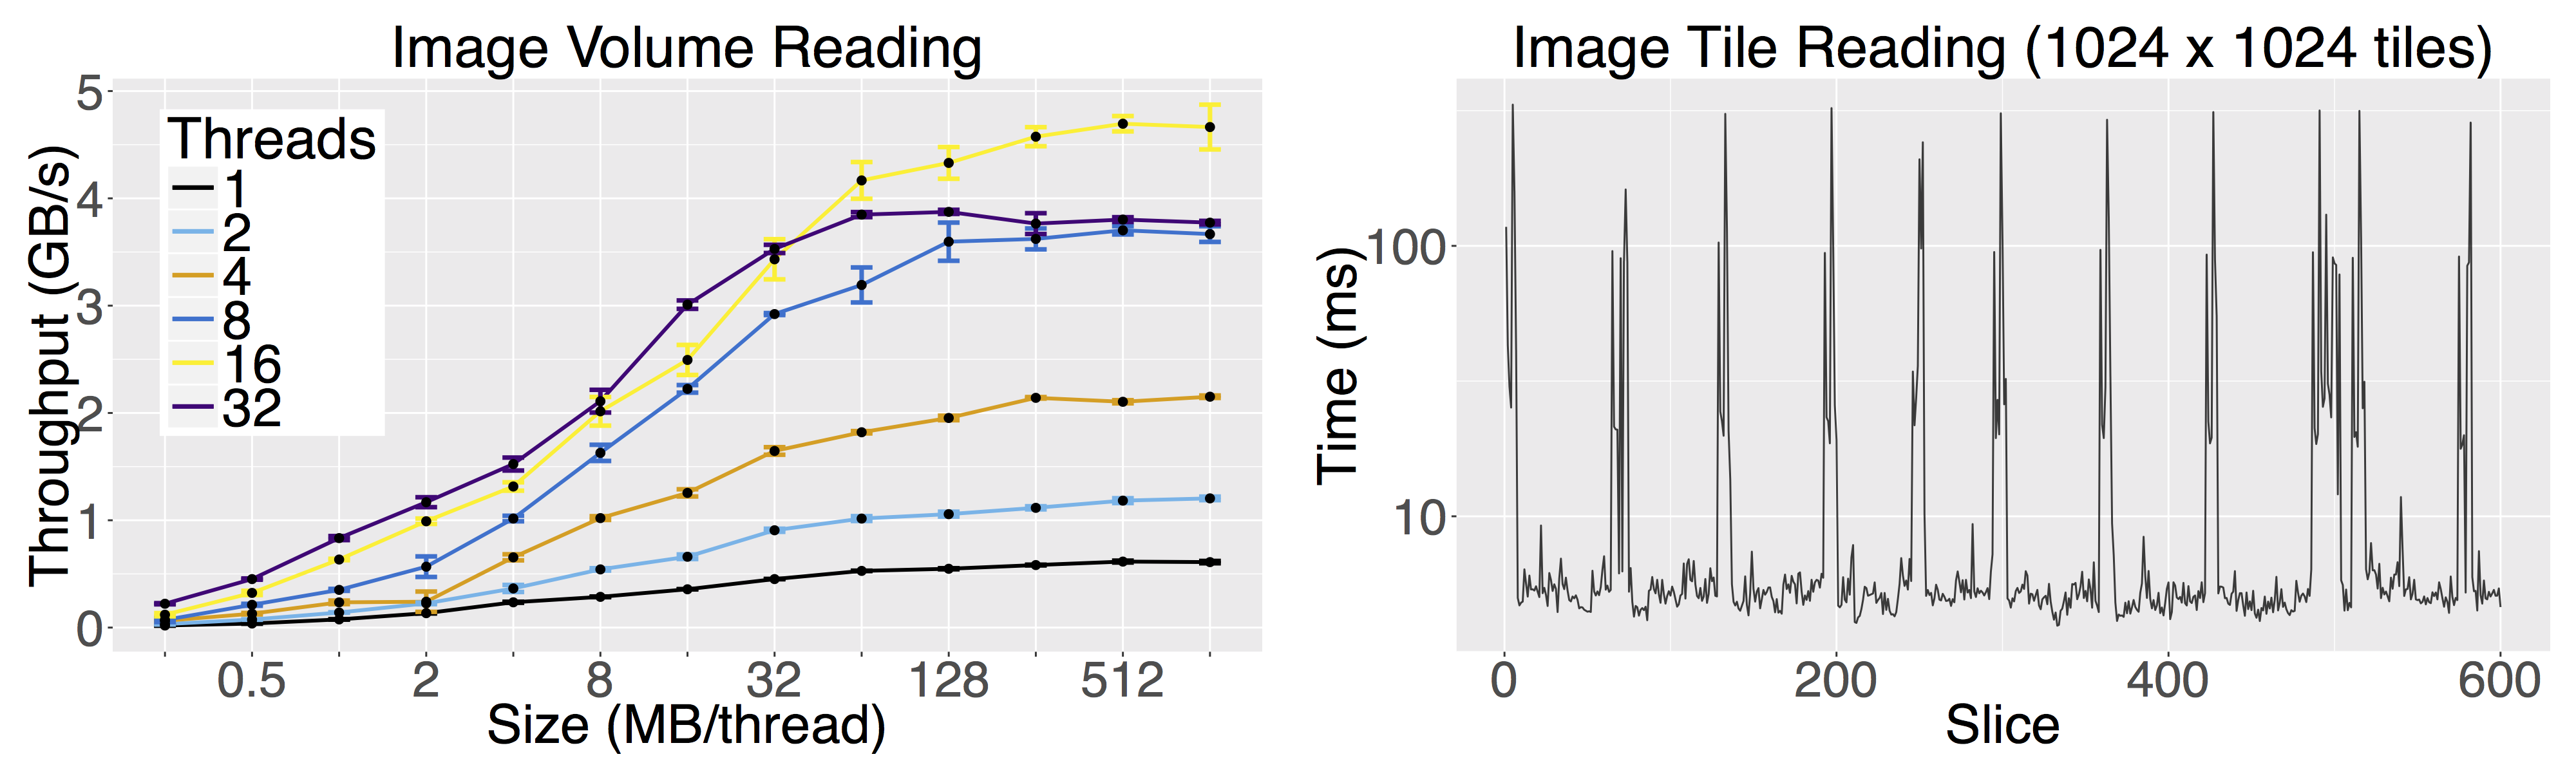 Image Volume Reading
Throughput (GB/s)
5
4
3
2
1
0
Threads
1
2
4
8
16
32
0.5 2 8 32 128 512
Size (MB/thread)
Image Tile Reading (1024 x 1024 tiles)
Time (ms)
100
10
0 200 400 600
Slice